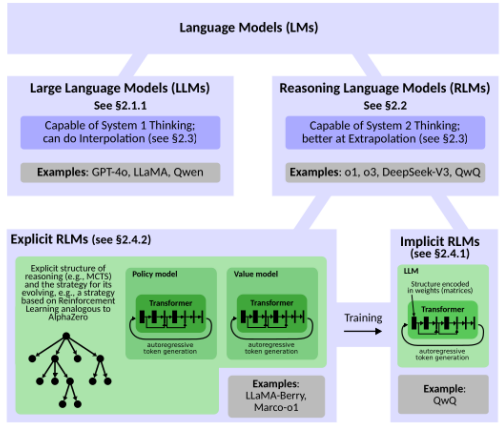 Language Models (LMs)
Large Language Models (LLMs)
See §2.1.1
Capable of System 1 Thinking;
can do Interpolation (see §2.3)
Examples: GPT-4o, LLaMA, Qwen
Reasoning Language Models (RLMs)
See §2.2
Capable of System 2 Thinking;
better at Extrapolation (see §2.3)
Examples: o1, o3, DeepSeek-V3, QwQ
Explicit RLMs (see §2.4.2)
Explicit structure of
reasoning (e.g., MCTS)
and the strategy for its
evolving, e.g., a strategy
based on Reinforcement
Learning analogous to
AlphaZero
Policy model
Transformer
autoregressive
token generation
Value model
Transformer
autoregressive
token generation
Examples:
LLaMA-Berry,
Marco-o1
Training
Implicit RLMs
(see §2.4.1)
LLM
Structure encoded
in weights (matrices)
Transformer
autoregressive
token generation
Example:
QwQ